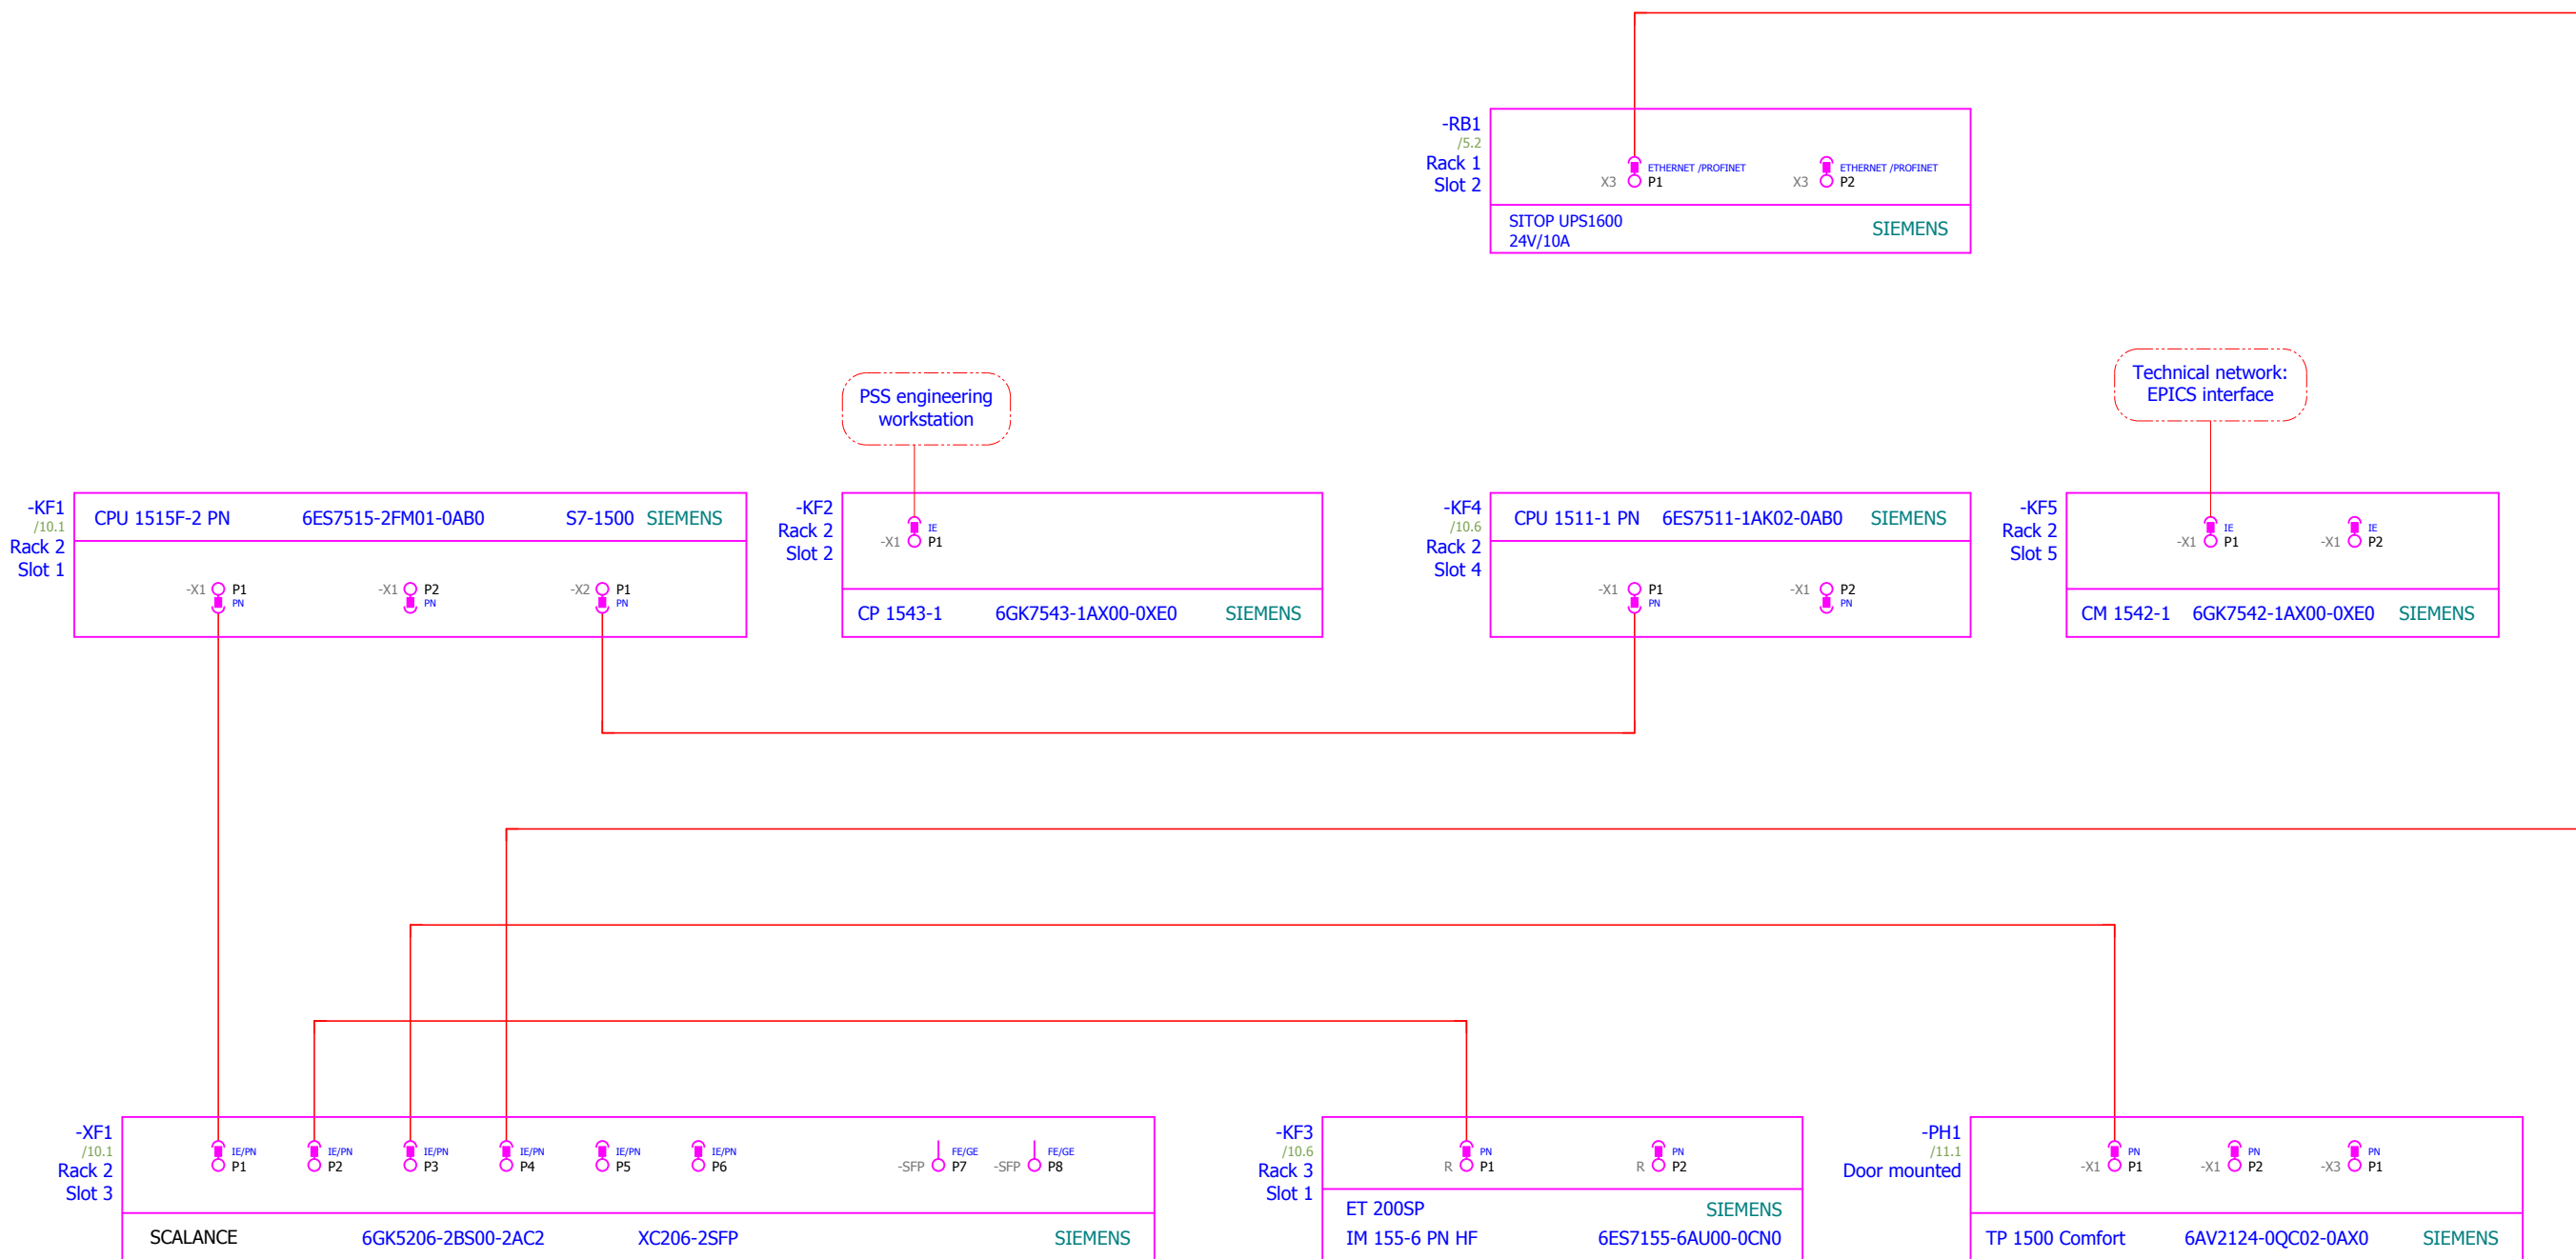 -RB1
/5.2
Rack 1
Slot 2
ETHERNET /PROFINET
X3 P1
ETHERNET /PROFINET
X3 P2
SITOP UPS1600
24V/10A
SIEMENS
PSS engineering
workstation
Technical network:
EPICS interface
-KF1
/10.1
Rack 2
Slot 1
CPU 1515F-2 PN 6ES7515-2FM01-0AB0 S7-1500 SIEMENS
-X1 P1
PN
-X1 P2
PN
-X2 P1
PN
-KF2
Rack 2
Slot 2
IE
-X1 P1
CP 1543-1 6GK7543-1AX00-0XE0 SIEMENS
-KF4
/10.6
Rack 2
Slot 4
CPU 1511-1 PN 6ES7511-1AK02-0AB0 SIEMENS
-X1 P1
PN
-X1 P2
PN
-KF5
Rack 2
Slot 5
IE
-X1 P1
IE
-X1 P2
CM 1542-1 6GK7542-1AX00-0XE0 SIEMENS
-XF1
/10.1
Rack 2
Slot 3
IE/PN
P1
IE/PN
P2
IE/PN
P3
IE/PN
P4
IE/PN
P5
IE/PN
P6
FE/GE
-SFP P7
FE/GE
-SFP P8
SCALANCE 6GK5206-2BS00-2AC2 XC206-2SFP SIEMENS
-KF3
/10.6
Rack 3
Slot 1
PN
R P1
PN
R P2
ET 200SP SIEMENS
IM 155-6 PN HF 6ES7155-6AU00-0CN0
-PH1
/11.1
Door mounted
PN
-X1 P1
PN
-X1 P2
PN
-X3 P1
TP 1500 Comfort 6AV2124-0QC02-0AX0 SIEMENS